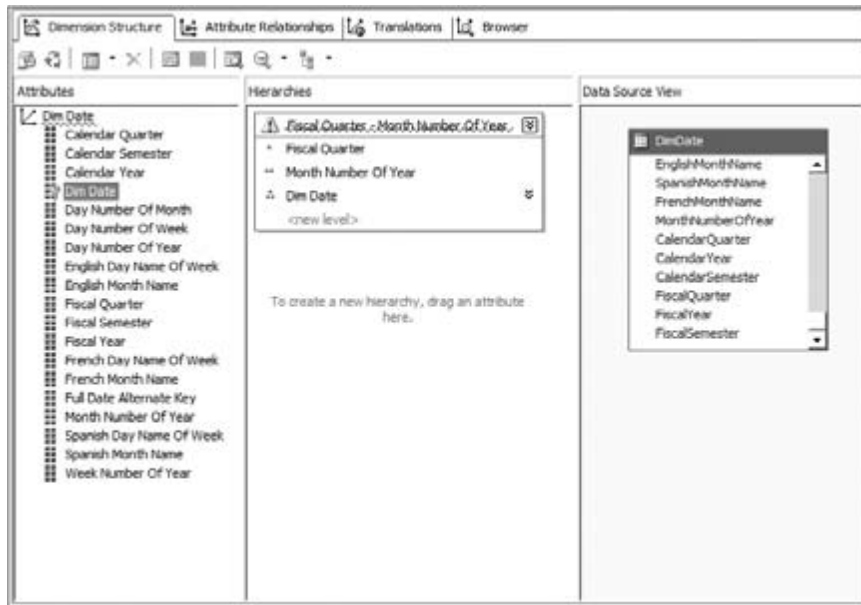 Dimension Structure Attribute Relationships Translations Browser
Attributes
Dim Date
Calendar Quarter
Calendar Semester
Calendar Year
Dim Date
Day Number Of Month
Day Number Of Week
Day Number Of Year
English Day Name Of Week
English Month Name
Fiscal Quarter
Fiscal Semester
Fiscal Year
French Day Name Of Week
French Month Name
Full Date Alternate Key
Month Number Of Year
Spanish Day Name Of Week
Spanish Month Name
Week Number Of Year
Hierarchies
Fiscal Quarter - Month Number Of Year
Fiscal Quarter
Month Number Of Year
Dim Date
<new level>
To create a new hierarchy, drag an attribute
here.
Data Source View
DimDate
EnglishMonthName
SpanishMonthName
FrenchMonthName
MonthNumberOfYear
CalendarQuarter
CalendarYear
CalendarSemester
FiscalQuarter
FiscalYear
FiscalSemester